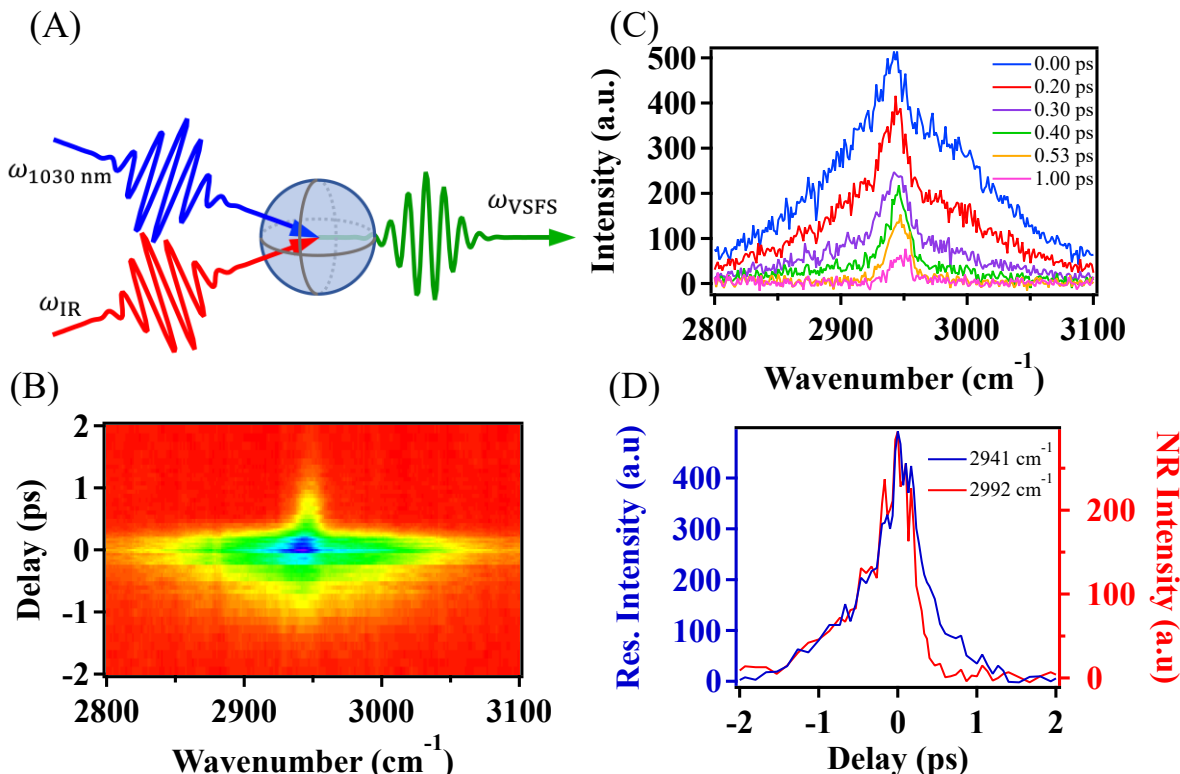 (A)
ω1030 nm
ωIR
ωVSFS
(B)
Delay (ps)
2
1
0
-1
-2
2800 2900 3000 3100
Wavenumber (cm-1)
(C)
Intensity (a.u.)
500
400
300
200
100
0
0.00 ps
0.20 ps
0.30 ps
0.40 ps
0.53 ps
1.00 ps
2800 2900 3000 3100
Wavenumber (cm-1)
(D)
Res. Intensity (a.u)
400
300
200
100
0
2941 cm-1
2992 cm-1
NR Intensity (a.u)
200
100
0
-2 -1 0 1 2
Delay (ps)